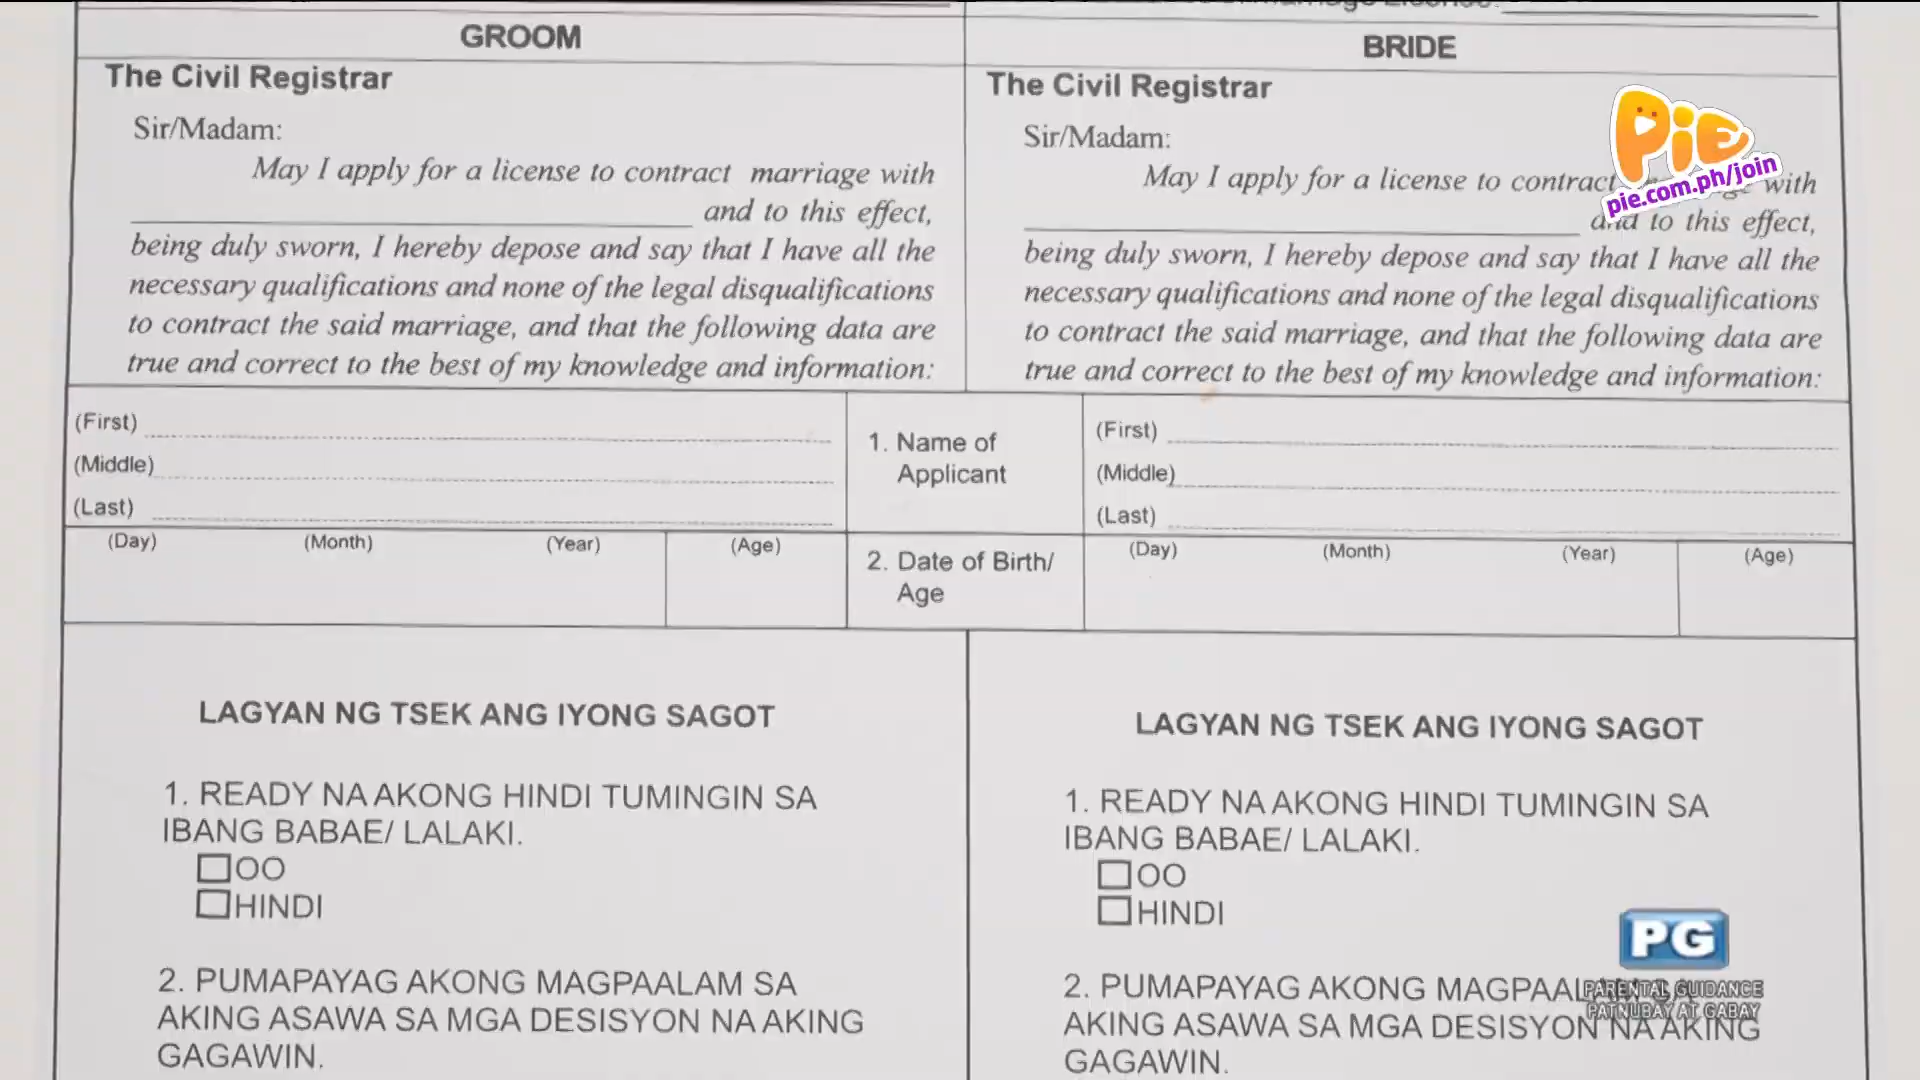 GROOM
The Civil Registrar
Sir/Madam:
May I apply for a license to contract marriage with
and to this effect,
being duly sworn, I hereby depose and say that I have all the
necessary qualifications and none of the legal disqualifications
to contract the said marriage, and that the following data are
true and correct to the best of my knowledge and information:
BRIDE
The Civil Registrar
Sir/Madam:
May I apply for a license to contract with
and to this effect,
being duly sworn, I hereby depose and say that I have all the
necessary qualifications and none of the legal disqualifications
to contract the said marriage, and that the following data are
true and correct to the best of my knowledge and information:
PiE
pie.com.ph/join
(First)
(Middle)
(Last)
1. Name of
Applicant
(First)
(Middle)
(Last)
(Day) (Month) (Year) (Age)
2. Date of Birth/
Age
(Day) (Month) (Year) (Age)
LAGYAN NG TSEK ANG IYONG SAGOT
1. READY NA AKONG HINDI TUMINGIN SA
IBANG BABAE/ LALAKI.
OO
HINDI
2. PUMAPAYAG AKONG MAGPAALAM SA
AKING ASAWA SA MGA DESISYON NA AKING
GAGAWIN.
LAGYAN NG TSEK ANG IYONG SAGOT
1. READY NA AKONG HINDI TUMINGIN SA
IBANG BABAE/ LALAKI.
OO
HINDI
2. PUMAPAYAG AKONG MAGPAALAM SA
AKING ASAWA SA MGA DESISYON NA AKING
GAGAWIN.
PG
PARENTAL GUIDANCE
PATNUBAY AT GABAY